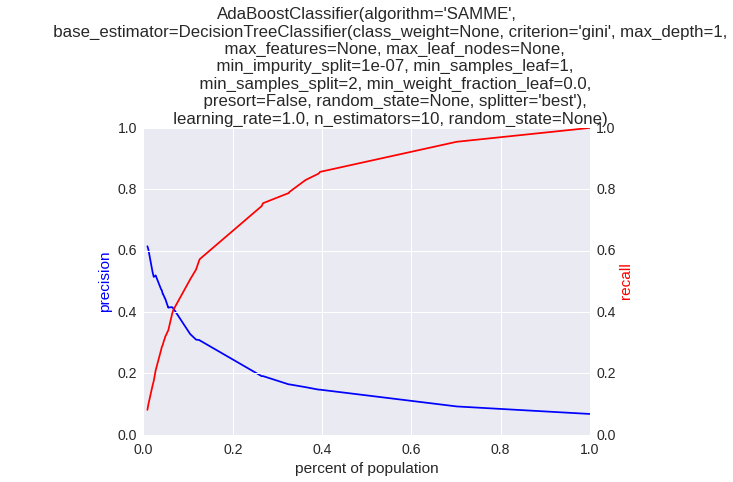 AdaBoostClassifier(algorithm='SAMME',
base_estimator=DecisionTreeClassifier(class_weight=None, criterion='gini', max_depth=1,
max_features=None, max_leaf_nodes=None,
min_impurity_split=1e-07, min_samples_leaf=1,
min_samples_split=2, min_weight_fraction_leaf=0.0,
presort=False, random_state=None, splitter='best'),
learning_rate=1.0, n_estimators=10, random_state=None)
1.0 1.0
0.8 0.8
0.6 0.6
precision recall
0.4 0.4
0.2 0.2
0.0 0.0
0.0 0.2 0.4 0.6 0.8 1.0
percent of population